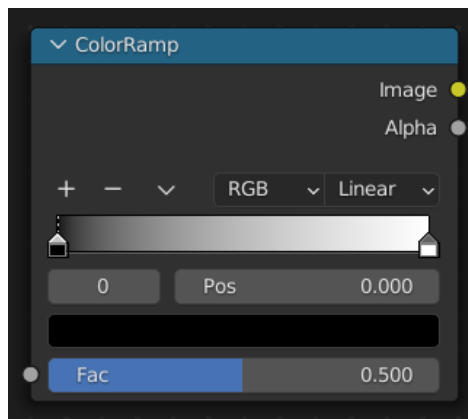 ColorRamp
Image
Alpha
RGB Linear
0 Pos 0.000
Fac 0.500